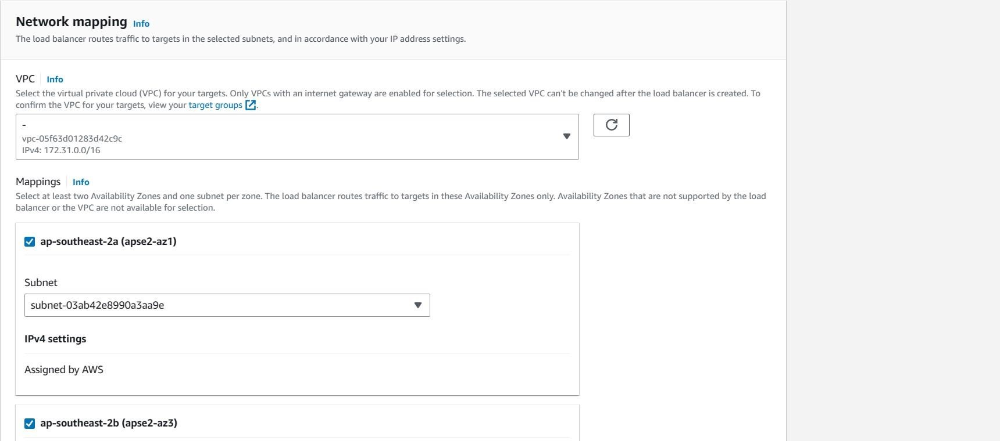 Network mapping Info
The load balancer routes traffic to targets in the selected subnets, and in accordance with your IP address settings.
VPC Info
Select the virtual private cloud (VPC) for your targets. Only VPCs with an internet gateway are enabled for selection. The selected VPC can't be changed after the load balancer is created. To
confirm the VPC for your targets, view your target groups.
-
vpc-05f63d01283d42c9c
IPv4: 172.31.0.0/16
Mappings Info
Select at least two Availability Zones and one subnet per zone. The load balancer routes traffic to targets in these Availability Zones only. Availability Zones that are not supported by the load
balancer or the VPC are not available for selection.
ap-southeast-2a (apse2-az1)
Subnet
subnet-03ab42e8990a3aa9e
IPv4 settings
Assigned by AWS
ap-southeast-2b (apse2-az3)